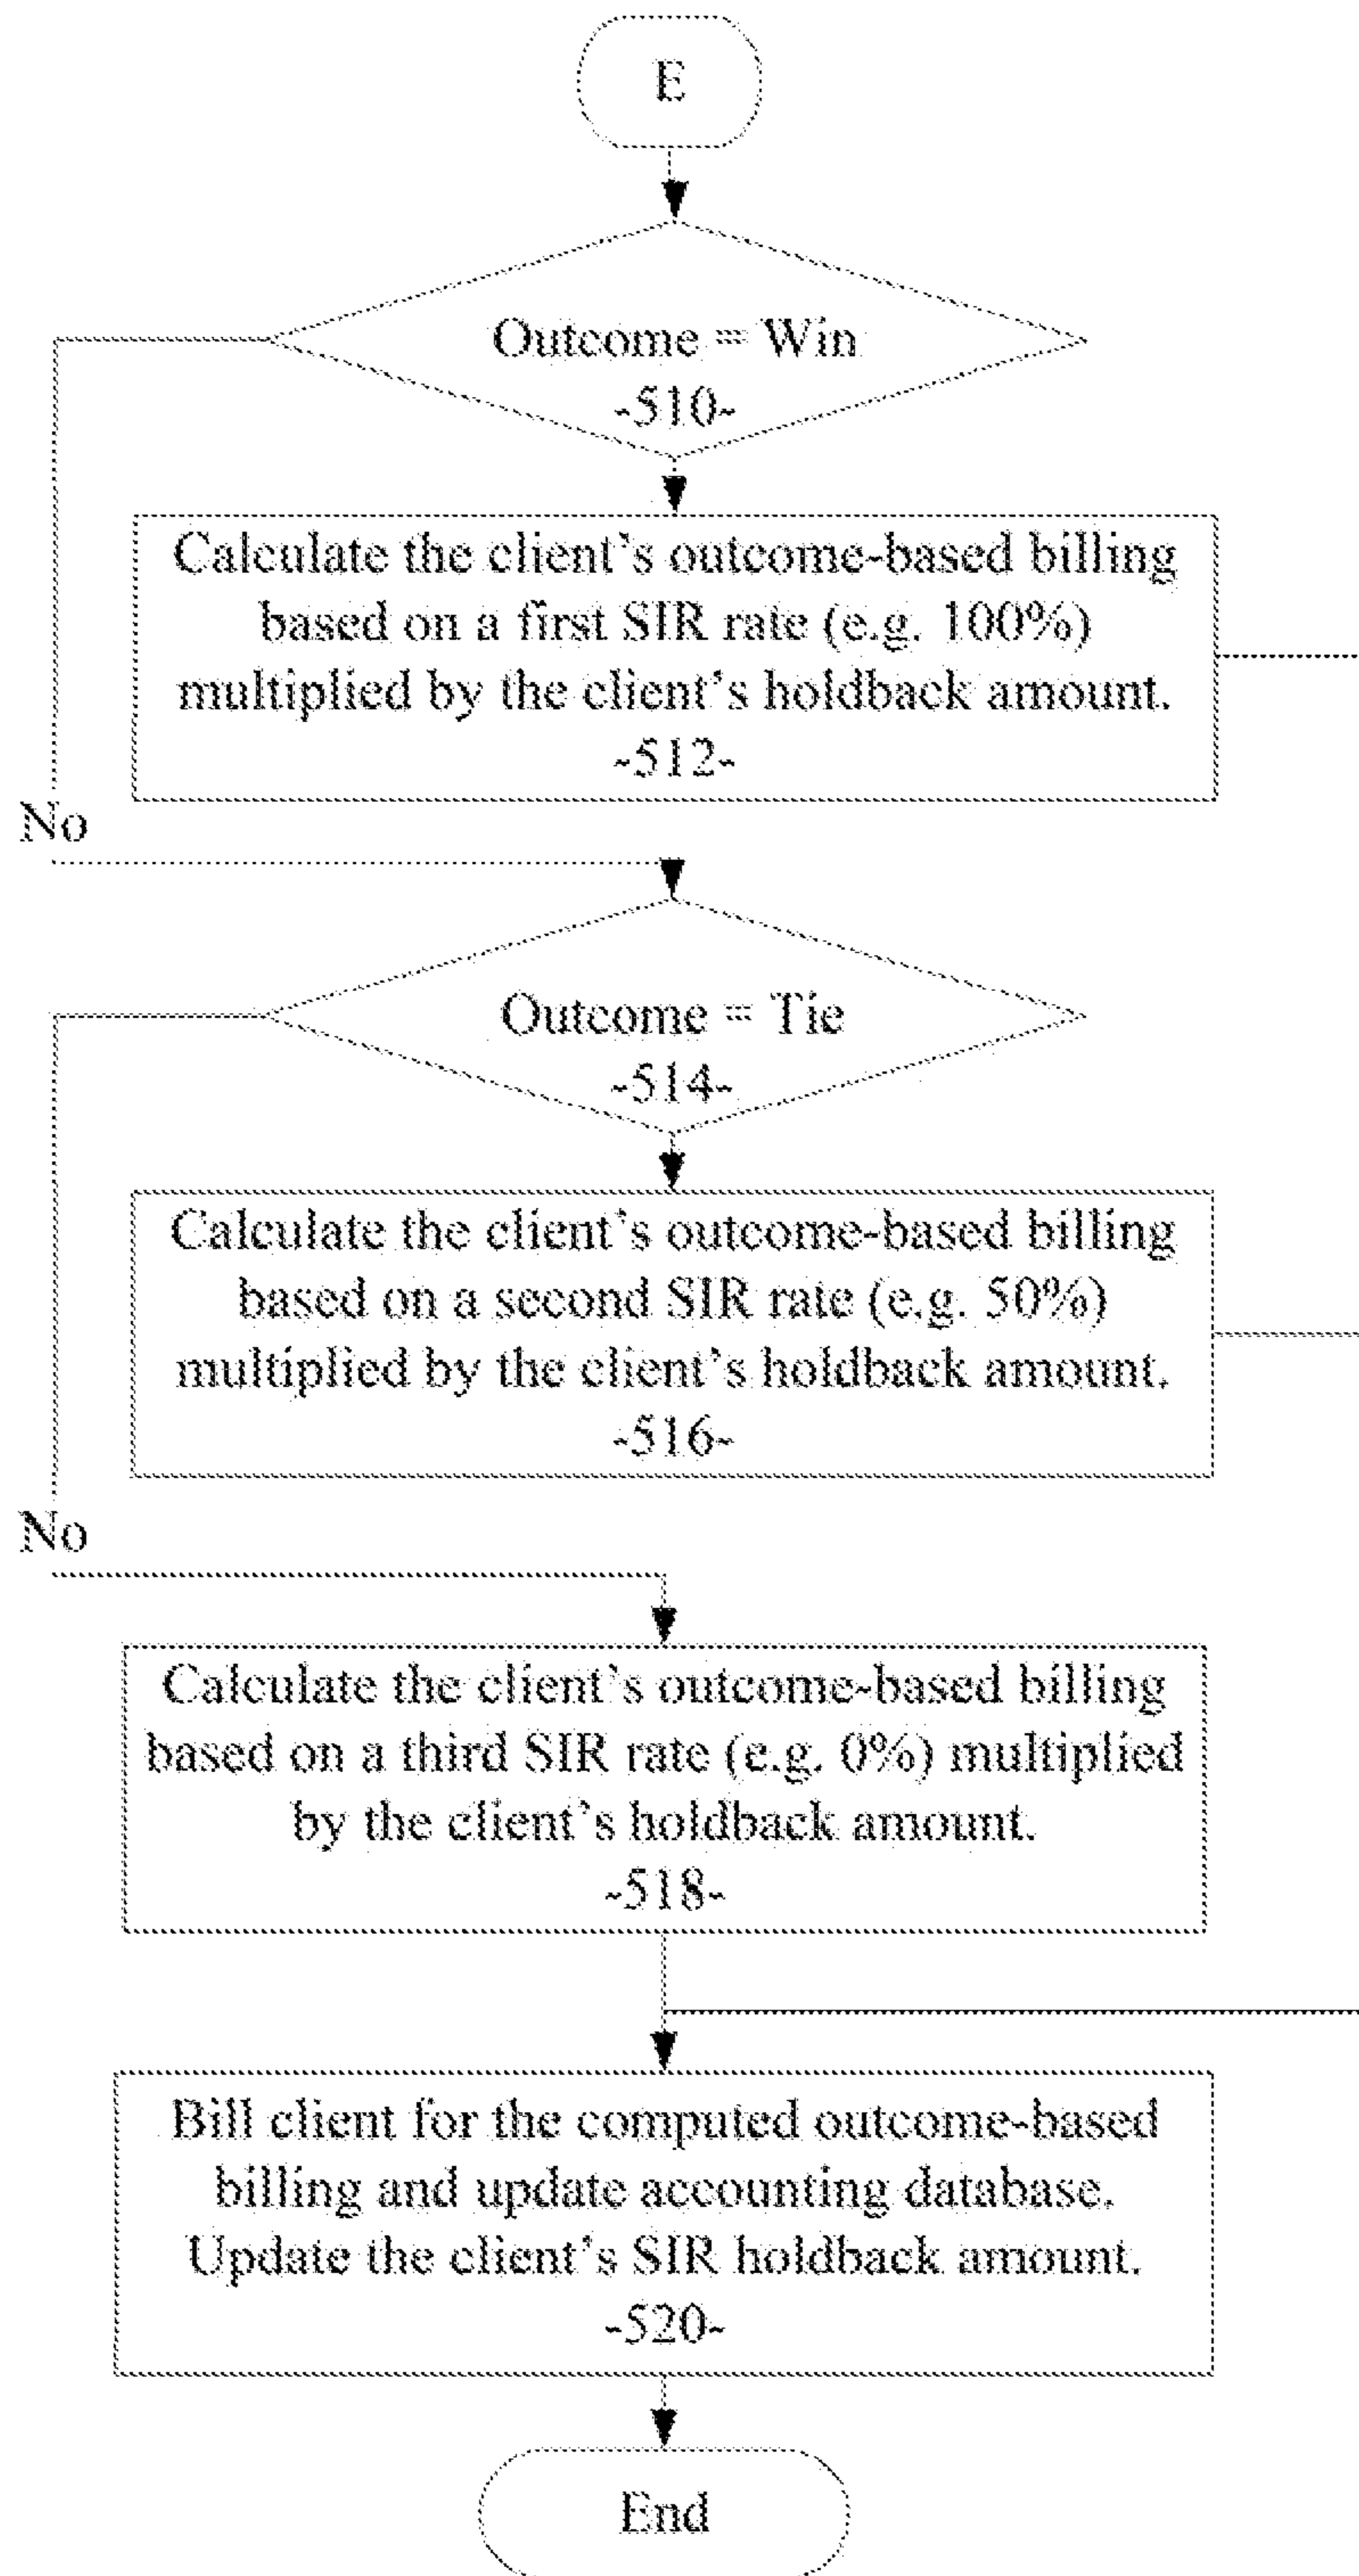 E
Outcome = Win
-510-
Calculate the client's outcome-based billing
based on a first SIR rate (e.g. 100%)
multiplied by the client's holdback amount.
-512-
No
Outcome = Tie
-514-
Calculate the client's outcome-based billing
based on a second SIR rate (e.g. 50%)
multiplied by the client's holdback amount.
-516-
No
Calculate the client's outcome-based billing
based on a third SIR rate (e.g. 0%) multiplied
by the client's holdback amount.
-518-
Bill client for the computed outcome-based
billing and update accounting database.
Update the client's SIR holdback amount.
-520-
End